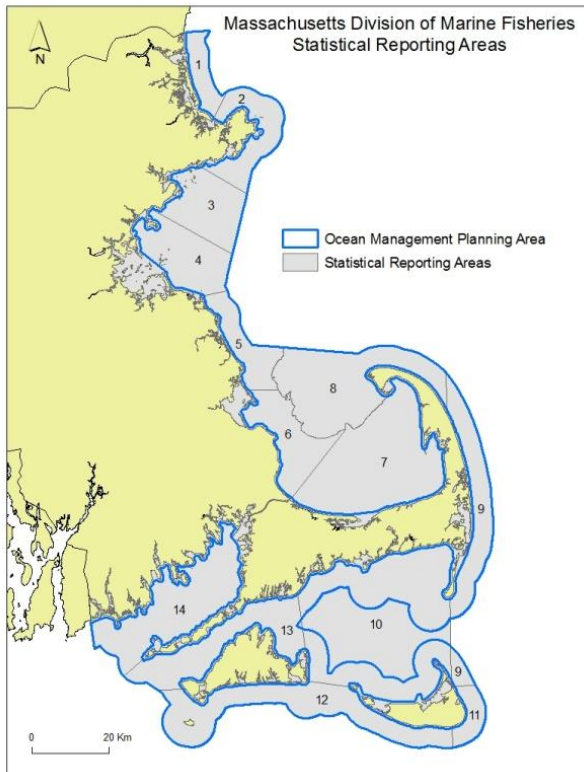 Massachusetts Division of Marine Fisheries
Statistical Reporting Areas
N
1
2
3
Ocean Management Planning Area
Statistical Reporting Areas
4
5
8
6
7
9
14
10
13
9
12
11
0 20 Km